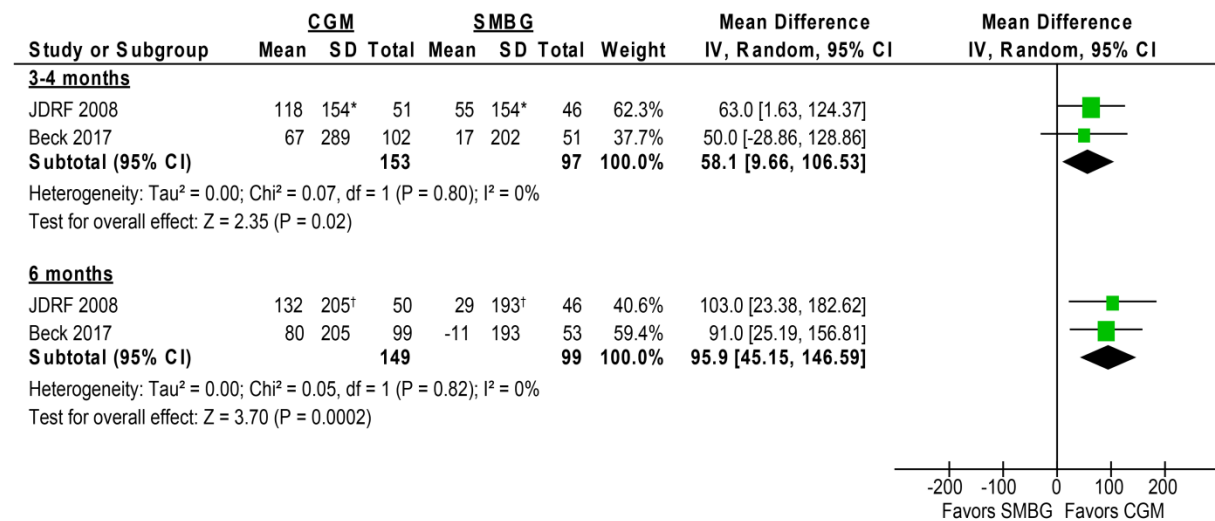 CGM SMBG Mean Difference Mean Difference
Study or Subgroup Mean SD Total Mean SD Total Weight IV, Random, 95% CI IV, Random, 95% CI
3-4 months
JDRF 2008 118 154* 51 55 154* 46 62.3% 63.0 [1.63, 124.37]
Beck 2017 67 289 102 17 202 51 37.7% 50.0 [-28.86, 128.86]
Subtotal (95% CI) 153 97 100.0% 58.1 [9.66, 106.53]
Heterogeneity: Tau² = 0.00; Chi² = 0.07, df = 1 (P = 0.80); I² = 0%
Test for overall effect: Z = 2.35 (P = 0.02)
6 months
JDRF 2008 132 205† 50 29 193† 46 40.6% 103.0 [23.38, 182.62]
Beck 2017 80 205 99 -11 193 53 59.4% 91.0 [25.19, 156.81]
Subtotal (95% CI) 149 99 100.0% 95.9 [45.15, 146.59]
Heterogeneity: Tau² = 0.00; Chi² = 0.05, df = 1 (P = 0.82); I² = 0%
Test for overall effect: Z = 3.70 (P = 0.0002)
-200 -100 0 100 200
Favors SMBG Favors CGM